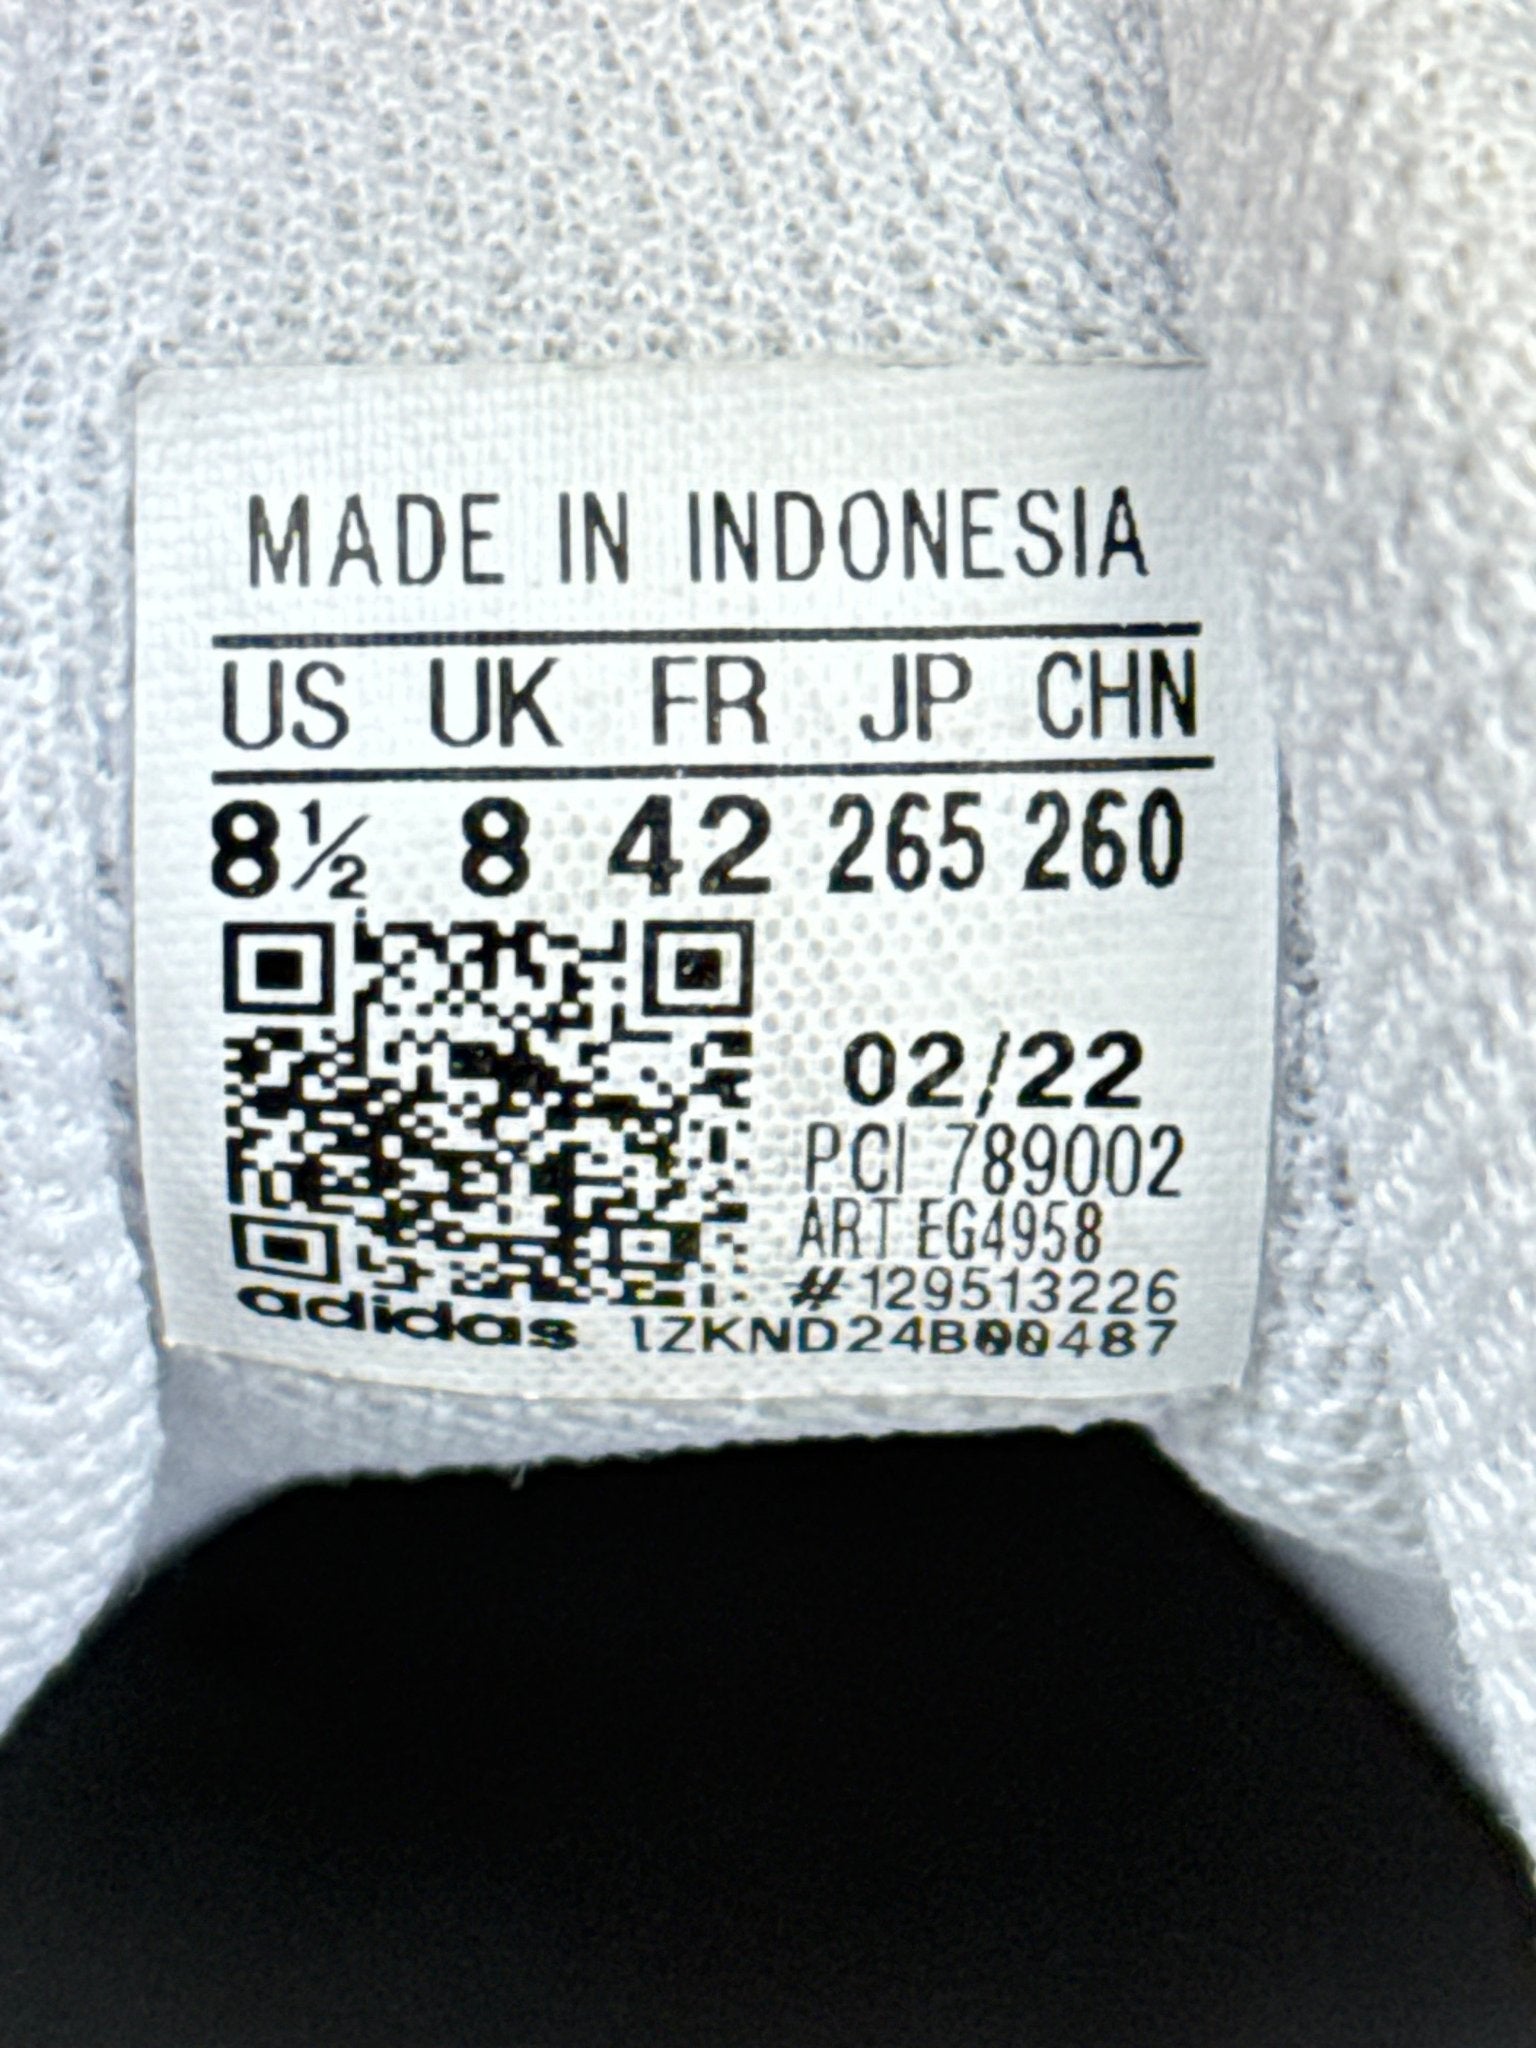 MADE IN INDONESIA
US UK FR JP CHN
8½ 8 42 265 260
02/22
PCI 789002
ART EG4958
#129513226
adidas 1ZKND24B00487